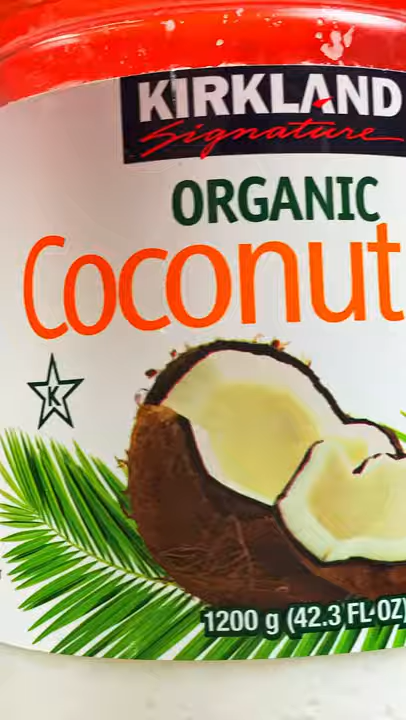 KIRKLAND
Signature
ORGANIC
Coconut
K
1200 g (42.3 FL OZ)